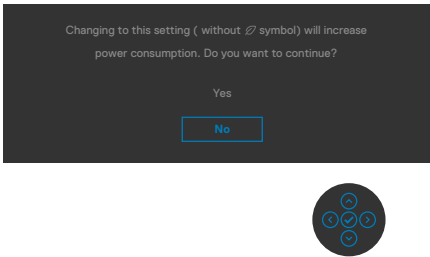 Changing to this setting ( without symbol) will increase
power consumption. Do you want to continue?
Yes
No